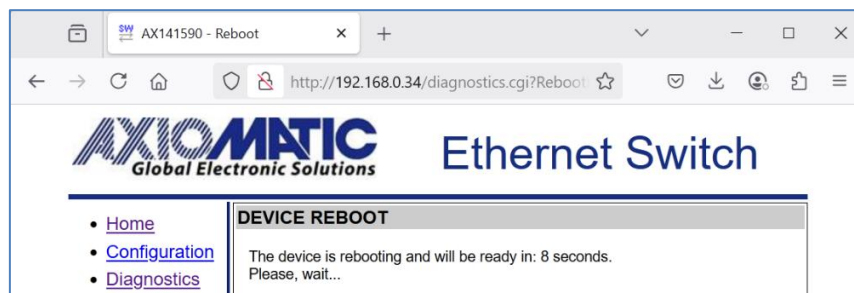 SW
AX141590 - Reboot
http://192.168.0.34/diagnostics.cgi?Reboot
AXIOMATIC
Global Electronic Solutions
Ethernet Switch
Home
Configuration
Diagnostics
DEVICE REBOOT
The device is rebooting and will be ready in: 8 seconds.
Please, wait...